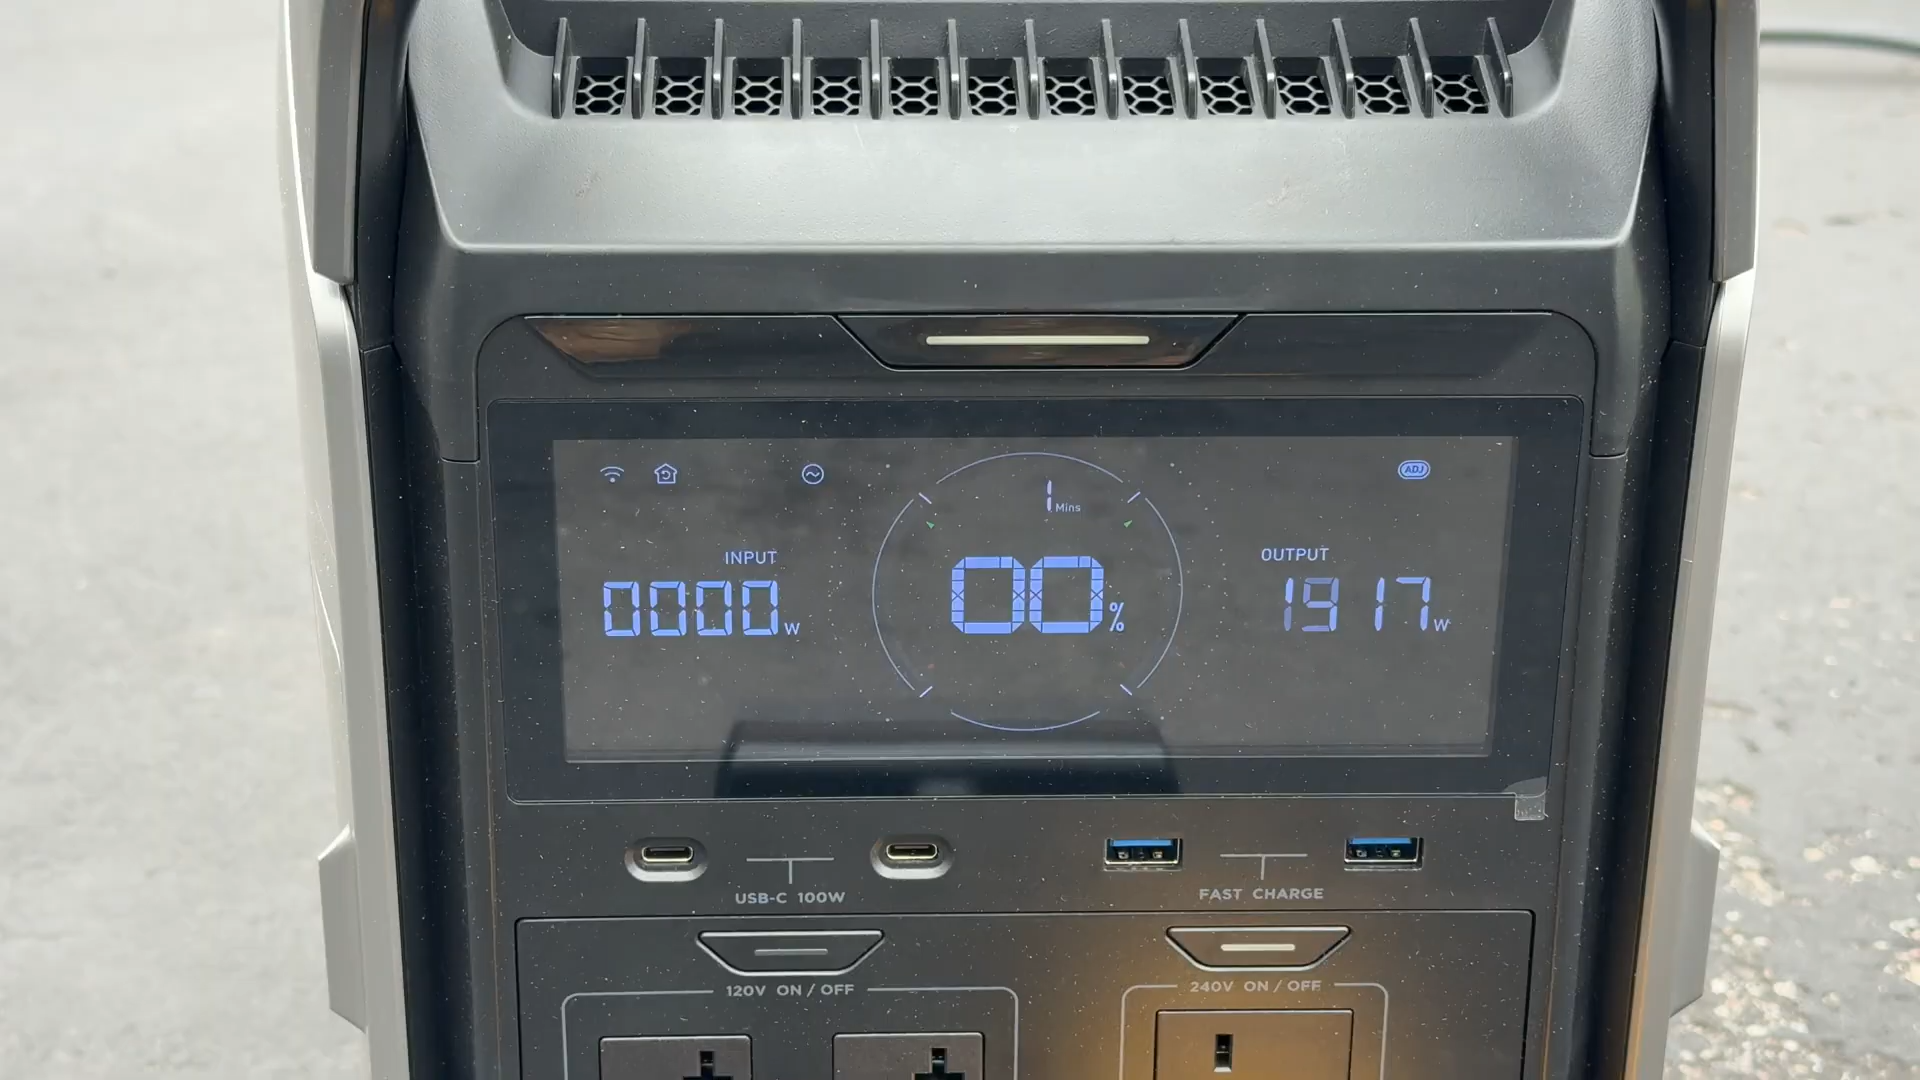 ADJ
1 Mins
INPUT
0000 W
00 %
OUTPUT
1917 W
USB-C 100W
FAST CHARGE
120V ON / OFF
240V ON / OFF